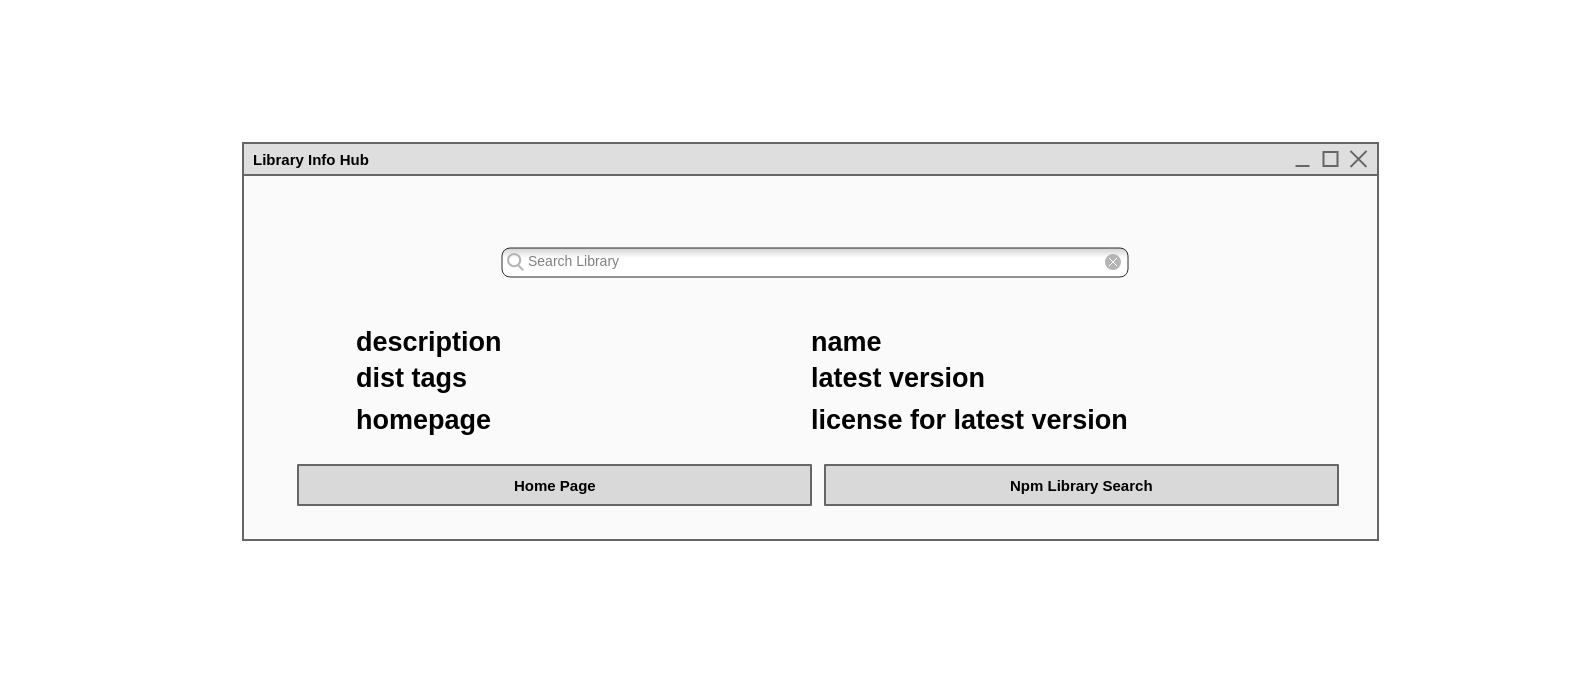 Library Info Hub
Search Library
description
name
dist tags
latest version
homepage
license for latest version
Home Page
Npm Library Search